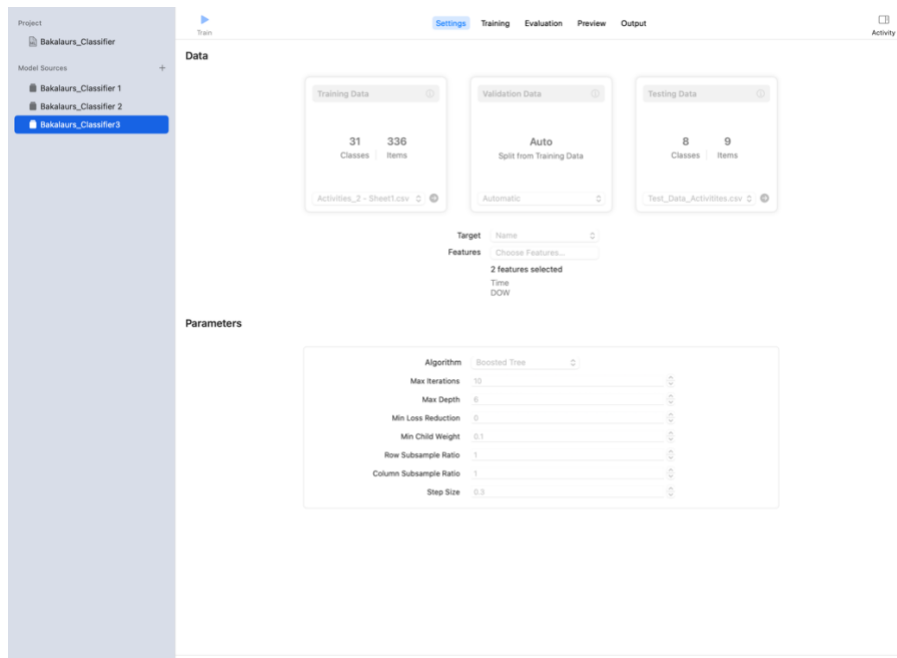 Project
Bakalaurs_Classifier
Model Sources +
Bakalaurs_Classifier 1
Bakalaurs_Classifier 2
Bakalaurs_Classifier3
Train
Settings Training Evaluation Preview Output
Activity
Data
Training Data
31 336
Classes Items
Activities_2 - Sheet1.csv
Validation Data
Auto
Split from Training Data
Automatic
Testing Data
8 9
Classes Items
Test_Data_Activitites.csv
Target Name
Features Choose Features...
2 features selected
Time
DOW
Parameters
Algorithm Boosted Tree
Max Iterations 10
Max Depth 6
Min Loss Reduction 0
Min Child Weight 0.1
Row Subsample Ratio 1
Column Subsample Ratio 1
Step Size 0.3